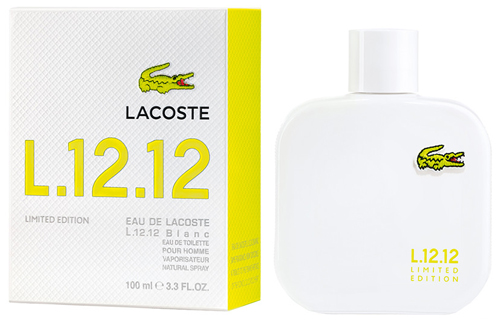 LACOSTE
L.12.12
LIMITED EDITION
EAU DE LACOSTE
L.12.12 Blanc
EAU DE TOILETTE
POUR HOMME
VAPORISATEUR
NATURAL SPRAY
100 ml e 3.3 FL.OZ.
L.12.12
LIMITED
EDITION